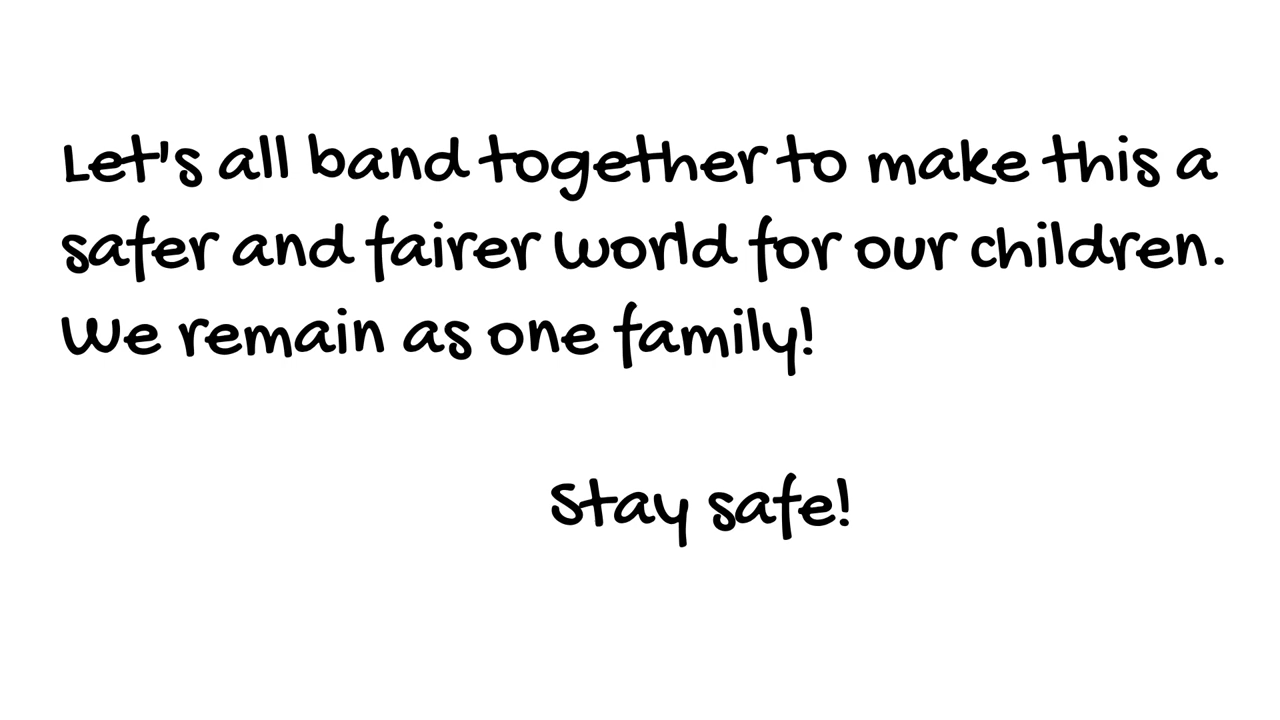 Let's all band together to make this a
safer and fairer world for our children.
We remain as one family!
Stay safe!